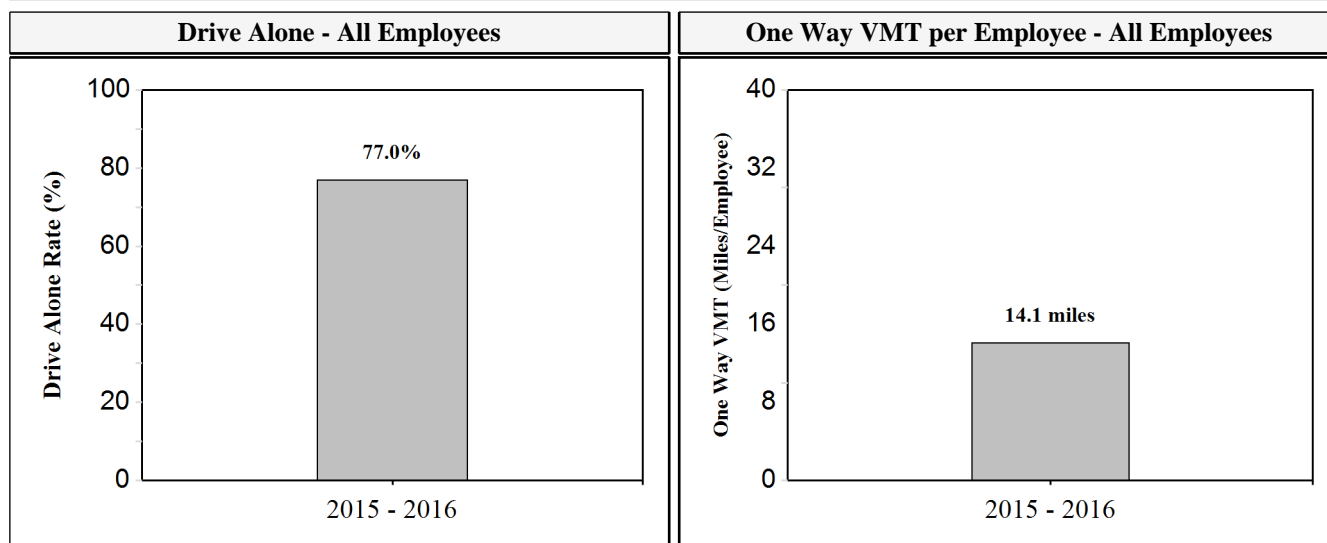 Drive Alone - All Employees
One Way VMT per Employee - All Employees
Drive Alone Rate (%)
100
80
60
40
20
0
77.0%
2015 - 2016
One Way VMT (Miles/Employee)
40
32
24
16
8
0
14.1 miles
2015 - 2016